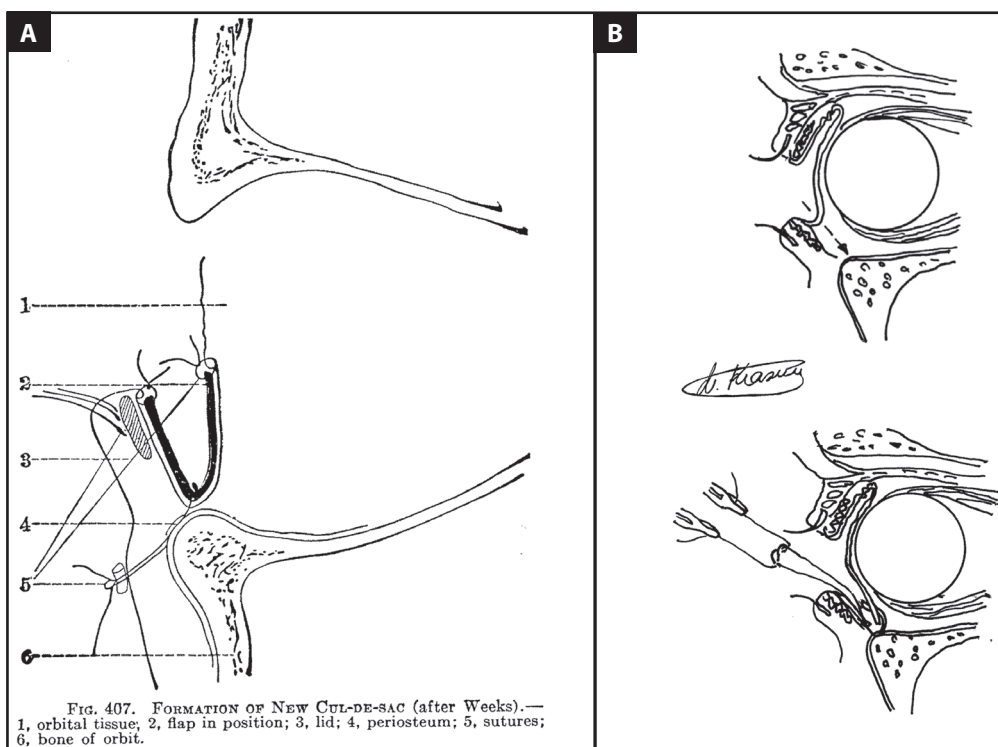 A
B
1
2
3
4
5
6
FIG. 407. FORMATION OF NEW CUL-DE-SAC (after Weeks).—
1, orbital tissue; 2, flap in position; 3, lid; 4, periosteum; 5, sutures;
6, bone of orbit.